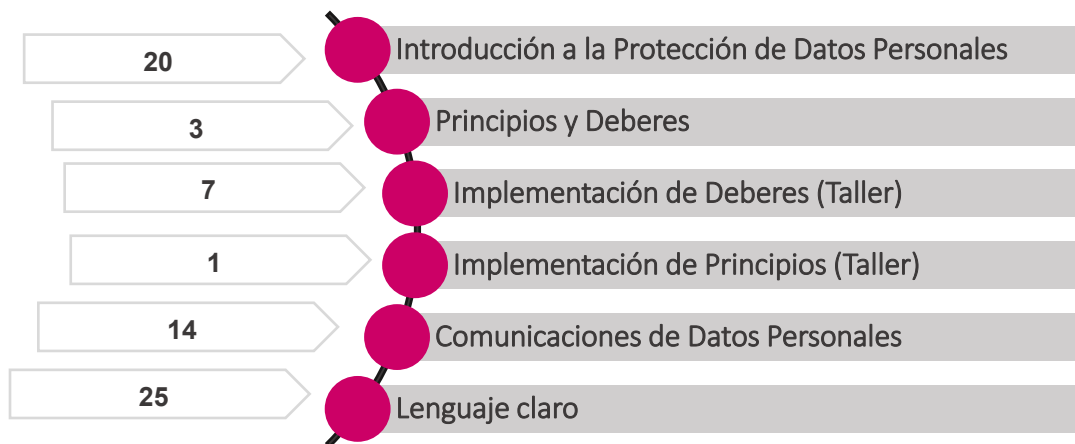 20
Introducción a la Protección de Datos Personales
3
Principios y Deberes
7
Implementación de Deberes (Taller)
1
Implementación de Principios (Taller)
14
Comunicaciones de Datos Personales
25
Lenguaje claro